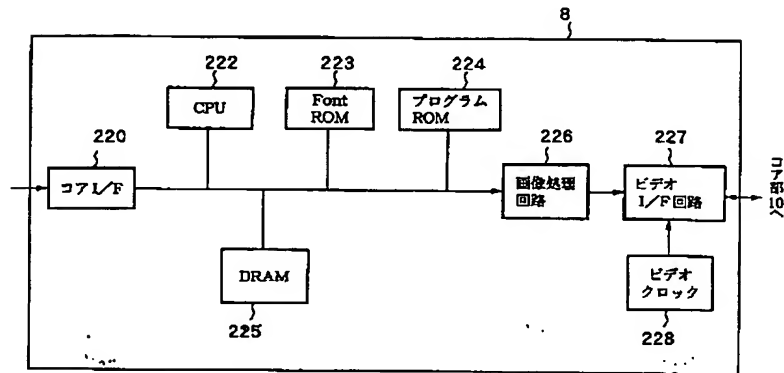 8
222
223
224
CPU
Font
ROM
プログラム
ROM
220
226
227
コアI/F
画像処理
回路
ビデオ
I/F回路
コア部10へ
DRAM
225
ビデオ
クロック
228